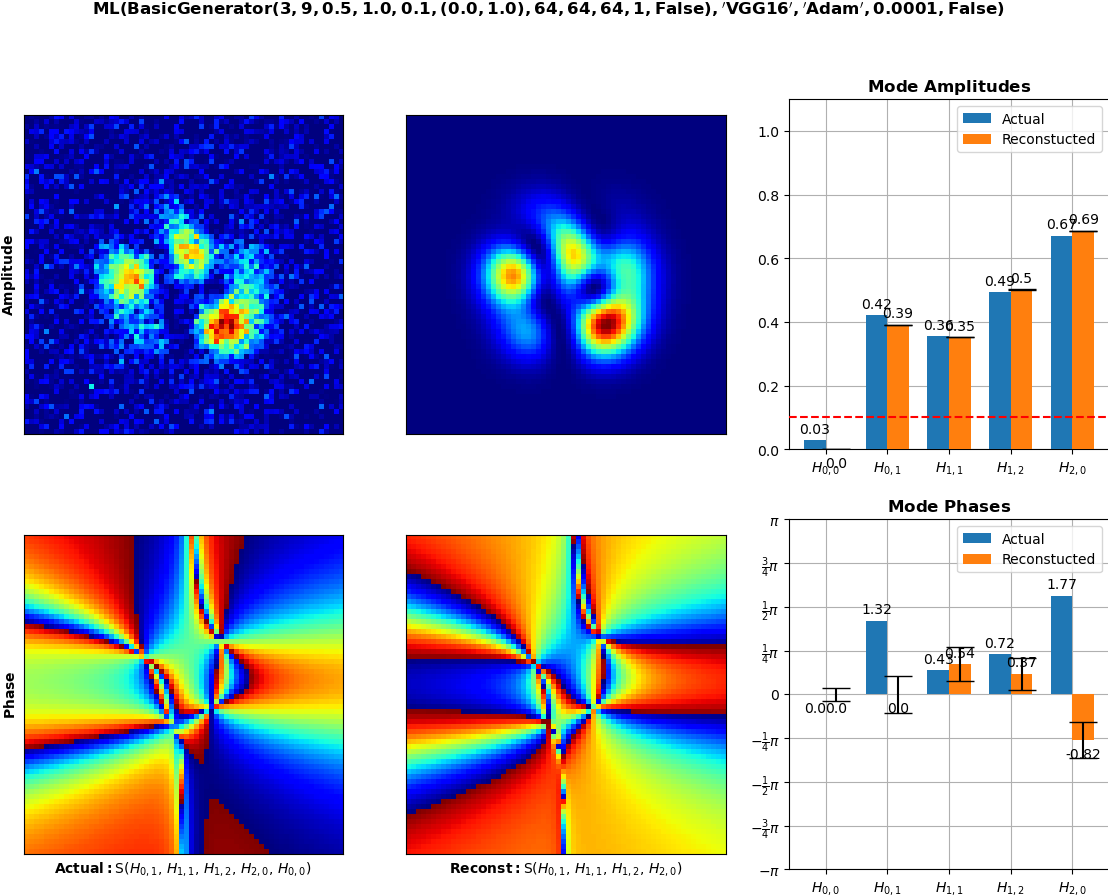 ML(BasicGenerator(3, 9, 0.5, 1.0, 0.1, (0.0, 1.0), 64, 64, 64, 1, False), ′VGG16′, ′Adam′, 0.0001, False)
Mode Amplitudes
Actual
Reconstucted
1.0
0.8
0.6
0.4
0.2
0.0
0.03
0.0
0.42
0.39
0.36
0.35
0.49
0.5
0.67
0.69
H0,0
H0,1
H1,1
H1,2
H2,0
Amplitude
Mode Phases
Actual
Reconstucted
π
3/4π
1/2π
1/4π
0
−1/4π
−1/2π
−3/4π
−π
0.0
0.0
1.32
0.0
0.43
0.54
0.72
0.37
1.77
-0.82
H0,0
H0,1
H1,1
H1,2
H2,0
Phase
Actual: S(H0,1, H1,1, H1,2, H2,0, H0,0)
Reconst: S(H0,1, H1,1, H1,2, H2,0)